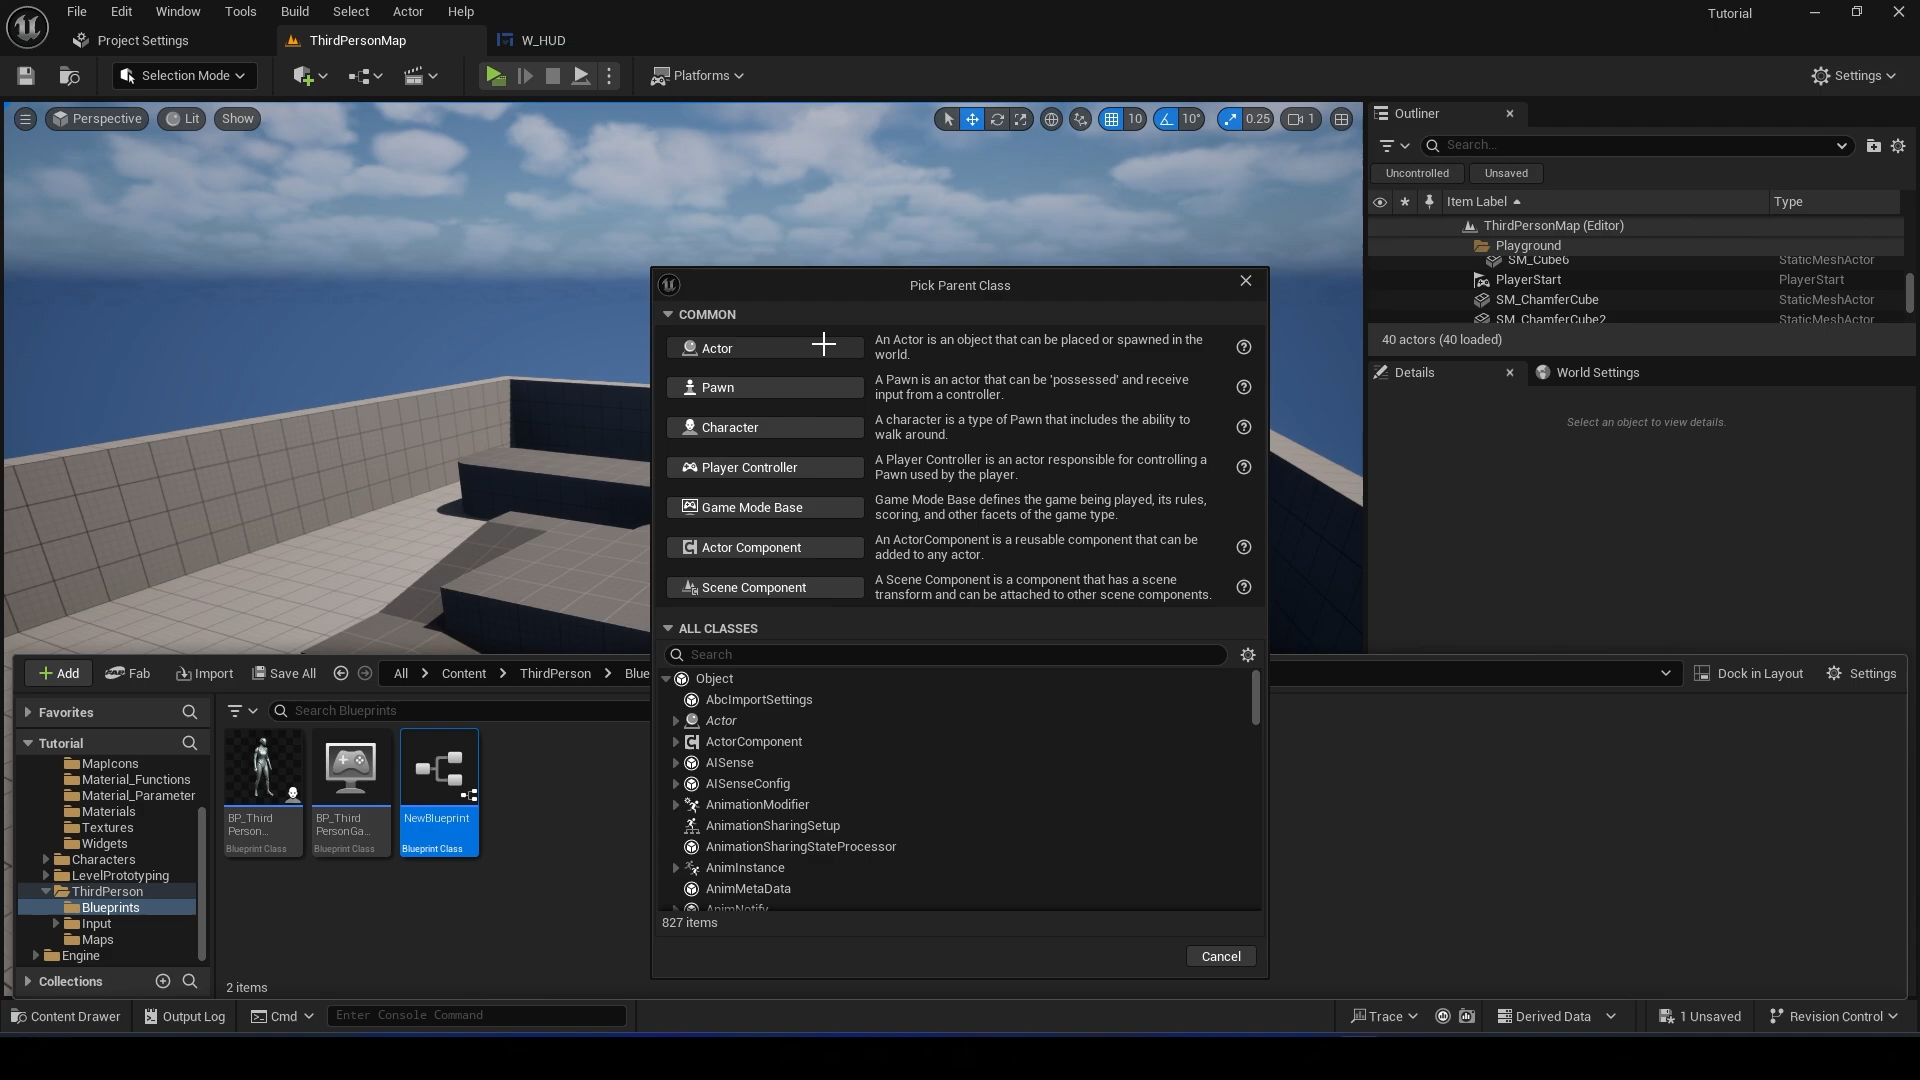 File Edit Window Tools Build Select Actor Help
Tutorial
Project Settings
ThirdPersonMap
W_HUD
Selection Mode
Platforms
Settings
Perspective
Lit
Show
10
10°
0.25
1
Outliner
Search...
Uncontrolled
Unsaved
Item Label
Type
ThirdPersonMap (Editor)
Playground
SM_Cube6
StaticMeshActor
PlayerStart
PlayerStart
SM_ChamferCube
StaticMeshActor
SM_ChamferCube2
StaticMeshActor
40 actors (40 loaded)
Details
World Settings
Select an object to view details.
Pick Parent Class
COMMON
Actor
An Actor is an object that can be placed or spawned in the
world.
Pawn
A Pawn is an actor that can be 'possessed' and receive
input from a controller.
Character
A character is a type of Pawn that includes the ability to
walk around.
Player Controller
A Player Controller is an actor responsible for controlling a
Pawn used by the player.
Game Mode Base
Game Mode Base defines the game being played, its rules,
scoring, and other facets of the game type.
Actor Component
An ActorComponent is a reusable component that can be
added to any actor.
Scene Component
A Scene Component is a component that has a scene
transform and can be attached to other scene components.
ALL CLASSES
Search
Object
AbcImportSettings
Actor
ActorComponent
AISense
AISenseConfig
AnimationModifier
AnimationSharingSetup
AnimationSharingStateProcessor
AnimInstance
AnimMetaData
AnimNotify
827 items
Cancel
Add
Fab
Import
Save All
All
Content
ThirdPerson
Blue
Dock in Layout
Settings
Favorites
Search Blueprints
Tutorial
MapIcons
Material_Functions
Material_Parameter
Materials
Textures
Widgets
Characters
LevelPrototyping
ThirdPerson
Blueprints
Input
Maps
Engine
Collections
BP_Third
Person...
Blueprint Class
BP_Third
PersonGa...
Blueprint Class
NewBlueprint
Blueprint Class
2 items
Content Drawer
Output Log
Cmd
Enter Console Command
Trace
Derived Data
1 Unsaved
Revision Control